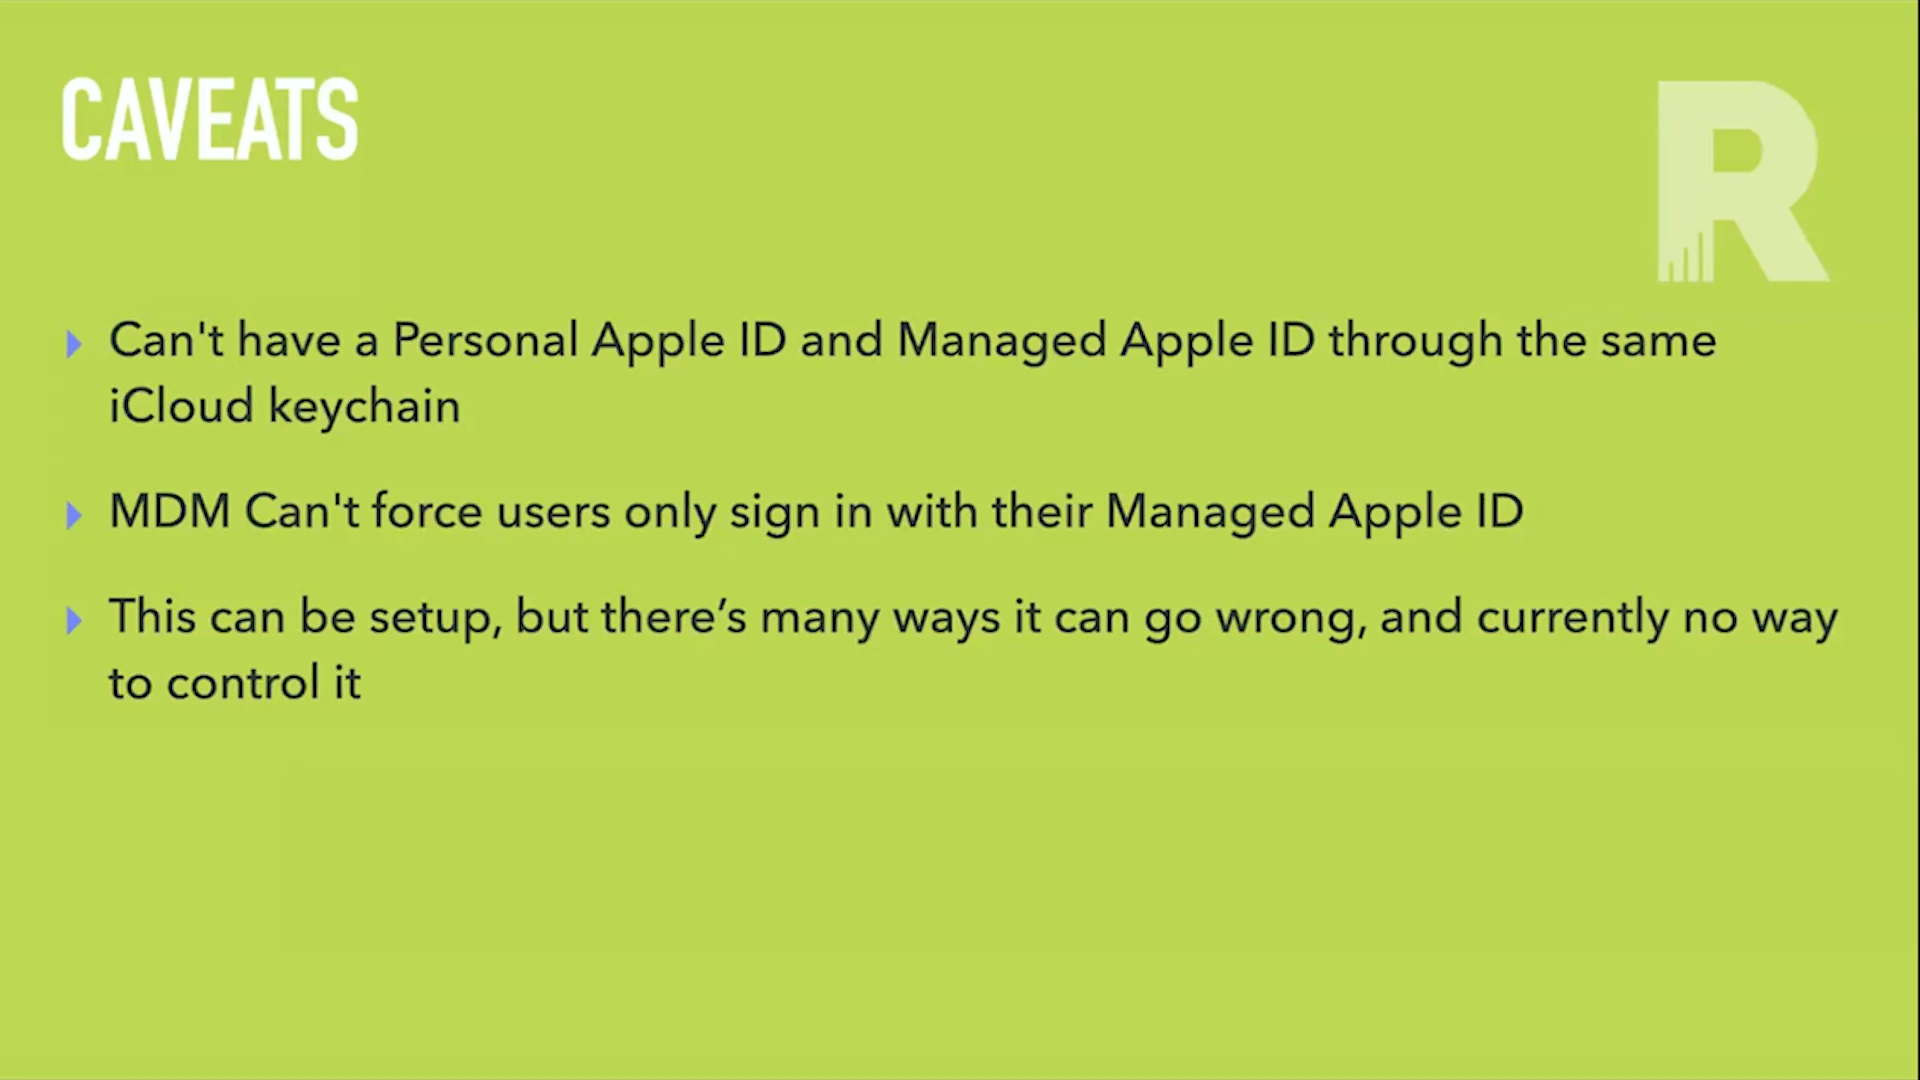 CAVEATS
R
Can't have a Personal Apple ID and Managed Apple ID through the same
iCloud keychain
MDM Can't force users only sign in with their Managed Apple ID
This can be setup, but there’s many ways it can go wrong, and currently no way
to control it